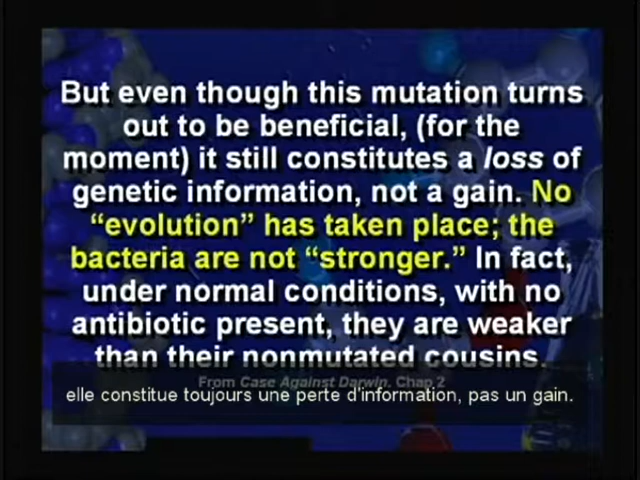 But even though this mutation turns
out to be beneficial, (for the
moment) it still constitutes a loss of
genetic information, not a gain. No
“evolution” has taken place; the
bacteria are not “stronger.” In fact,
under normal conditions, with no
antibiotic present, they are weaker
than their nonmutated cousins.
From Case Against Darwin, Chap 2
elle constitue toujours une perte d'information, pas un gain.